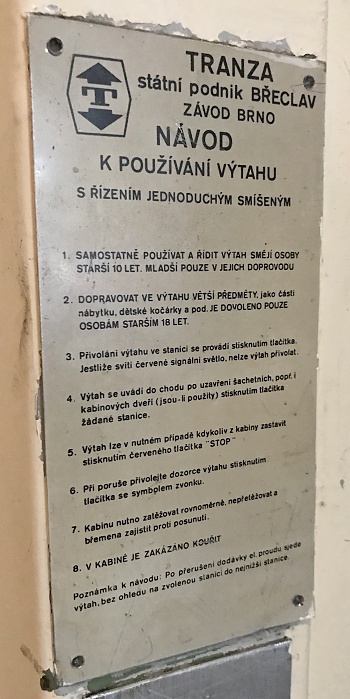 T
TRANZA
státní podnik BŘECLAV
ZÁVOD BRNO
NÁVOD
K POUŽÍVÁNÍ VÝTAHU
S ŘÍZENÍM JEDNODUCHÝM SMÍŠENÝM
1. SAMOSTATNĚ POUŽÍVAT A ŘÍDIT VÝTAH SMĚJÍ OSOBY
STARŠÍ 10 LET. MLADŠÍ POUZE V JEJICH DOPROVODU
2. DOPRAVOVAT VE VÝTAHU VĚTŠÍ PŘEDMĚTY, jako části
nábytku, dětské kočárky a pod. JE DOVOLENO POUZE
OSOBÁM STARŠÍM 18 LET.
3. Přivolání výtahu ve stanici se provádí stisknutím tlačítka.
Jestliže svítí červené signální světlo, nelze výtah přivolat.
4. Výtah se uvádí do chodu po uzavření šachetních, popř. i
kabinových dveří (jsou-li použity) stisknutím tlačítka
žádané stanice.
5. Výtah lze v nutném případě kdykoliv z kabiny zastavit
stisknutím červeného tlačítka "STOP"
6. Při poruše přivolejte dozorce výtahu stisknutím
tlačítka se symbolem zvonku.
7. Kabinu nutno zatěžovat rovnoměrně, nepřetěžovat a
břemena zajistit proti posunutí.
8. V KABINĚ JE ZAKÁZÁNO KOUŘIT
Poznámka k návodu: Po přerušení dodávky el. proudu sjede
výtah, bez ohledu na zvolenou stanici do nejnižší stanice.